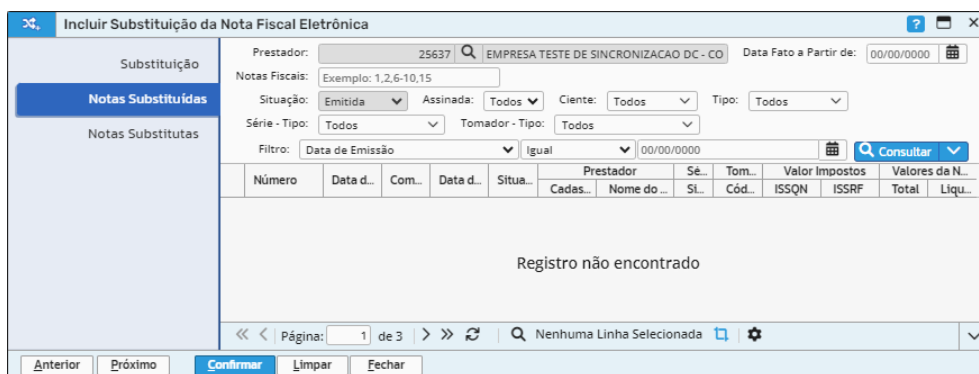 Incluir Substituição da Nota Fiscal Eletrônica
Substituição
Notas Substituídas
Notas Substitutas
Prestador: 25637 EMPRESA TESTE DE SINCRONIZACAO DC - CO Data Fato a Partir de: 00/00/0000
Notas Fiscais: Exemplo: 1,2,6-10,15
Situação: Emitida Assinada: Todos Ciente: Todos Tipo: Todos
Série - Tipo: Todos Tomador - Tipo: Todos
Filtro: Data de Emissão Igual 00/00/0000 Consultar
Número Data d... Com... Data d... Situa... Prestador Sé... Tom... Valor Impostos Valores da N...
Cadas... Nome do ... Si... Cód... ISSQN ISSRF Total Liqu...
Registro não encontrado
Página: 1 de 3 Nenhuma Linha Selecionada
Anterior Próximo Confirmar Limpar Fechar